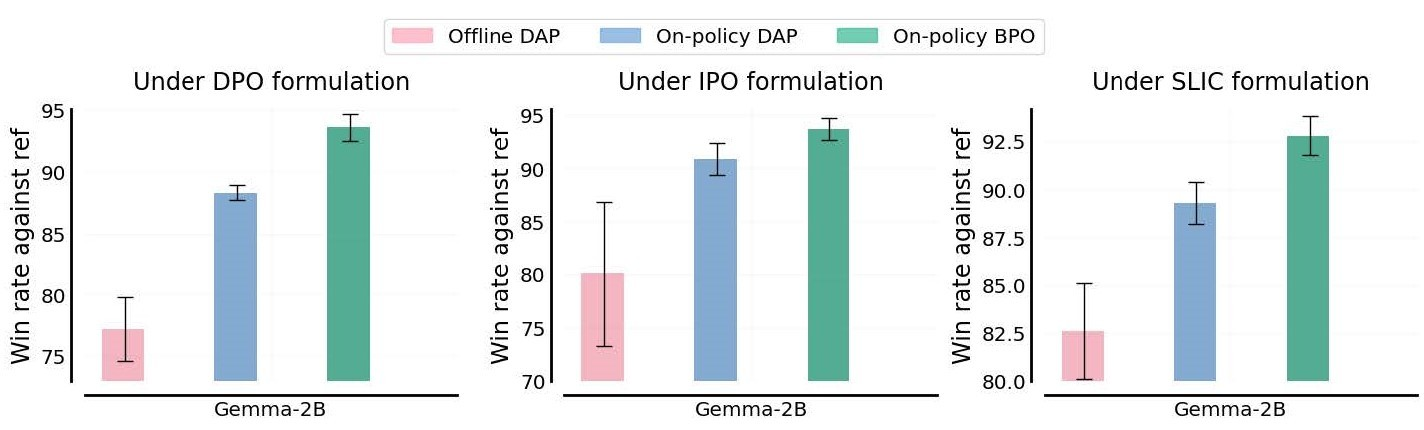 Offline DAP On-policy DAP On-policy BPO
Under DPO formulation
Win rate against ref
95
90
85
80
75
Gemma-2B
Under IPO formulation
Win rate against ref
95
90
85
80
75
70
Gemma-2B
Under SLIC formulation
Win rate against ref
92.5
90.0
87.5
85.0
82.5
80.0
Gemma-2B